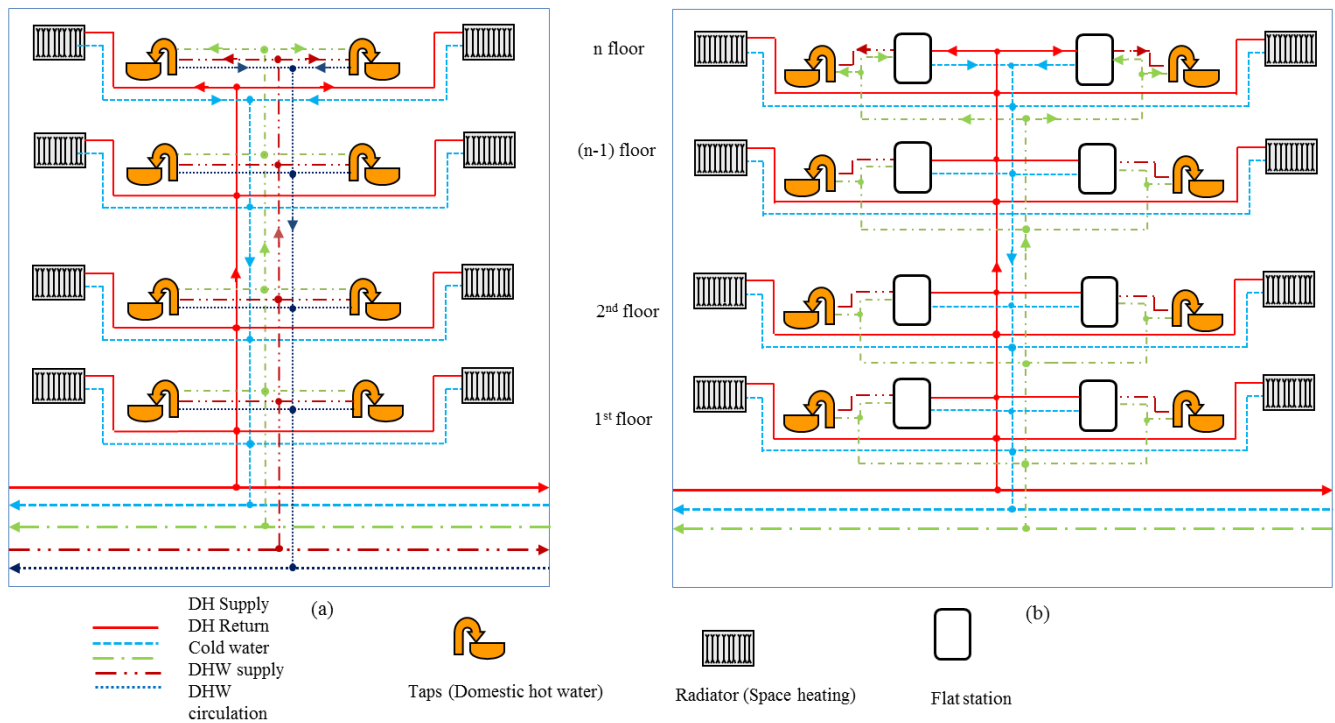 n floor
(n-1) floor
2nd floor
1st floor
(a)
(b)
DH Supply
DH Return
Cold water
DHW supply
DHW
circulation
Taps (Domestic hot water)
Radiator (Space heating)
Flat station